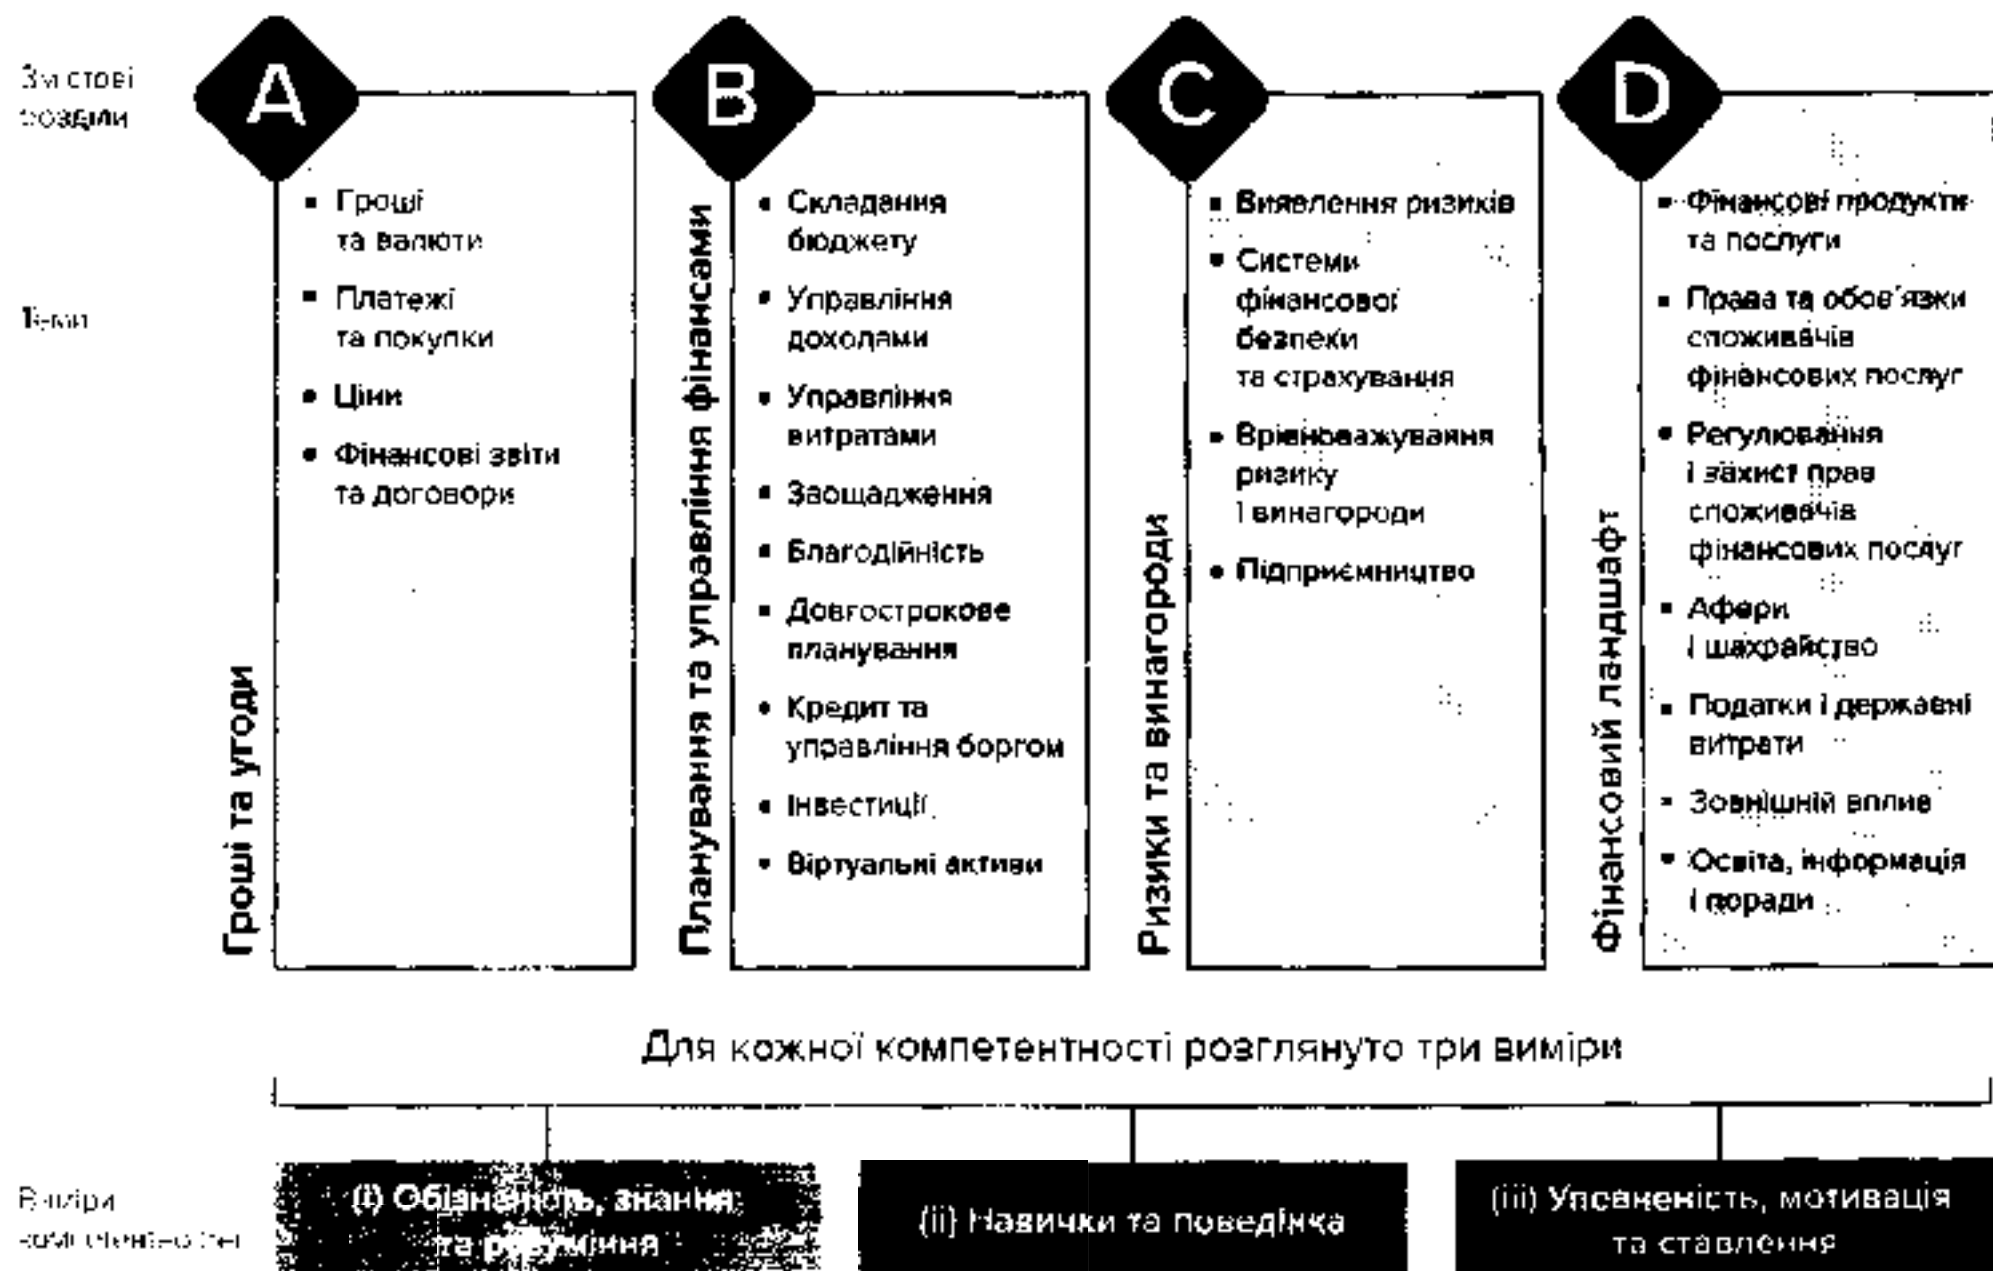 Змістові
розділи
Теми
A
Гроші та угоди
▪ Гроші
та валюти
▪ Платежі
та покупки
• Ціни
• Фінансові звіти
та договори
B
Планування та управління фінансами
• Складання
бюджету
• Управління
доходами
• Управління
витратами
▪ Заощадження
• Благодійність
▪ Довгострокове
планування
• Кредит та
управління боргом
• Інвестиції
• Віртуальні активи
C
Ризики та винагороди
▪ Виявлення ризиків
• Системи
фінансової
безпеки
та страхування
• Врівноважування
ризику
і винагороди
• Підприємництво
D
Фінансовий ландшафт
• Фінансові продукти
та послуги
▪ Права та обов'язки
споживачів
фінансових послуг
• Регулювання
і захист прав
споживачів
фінансових послуг
▪ Афери
і шахрайство
▪ Податки і державні
витрати
▪ Зовнішній вплив
• Освіта, інформація
і поради
Для кожної компетентності розглянуто три виміри
Виміри
компетентностей
(i) Обізнаність, знання
та розуміння
(ii) Навички та поведінка
(iii) Упевненість, мотивація
та ставлення